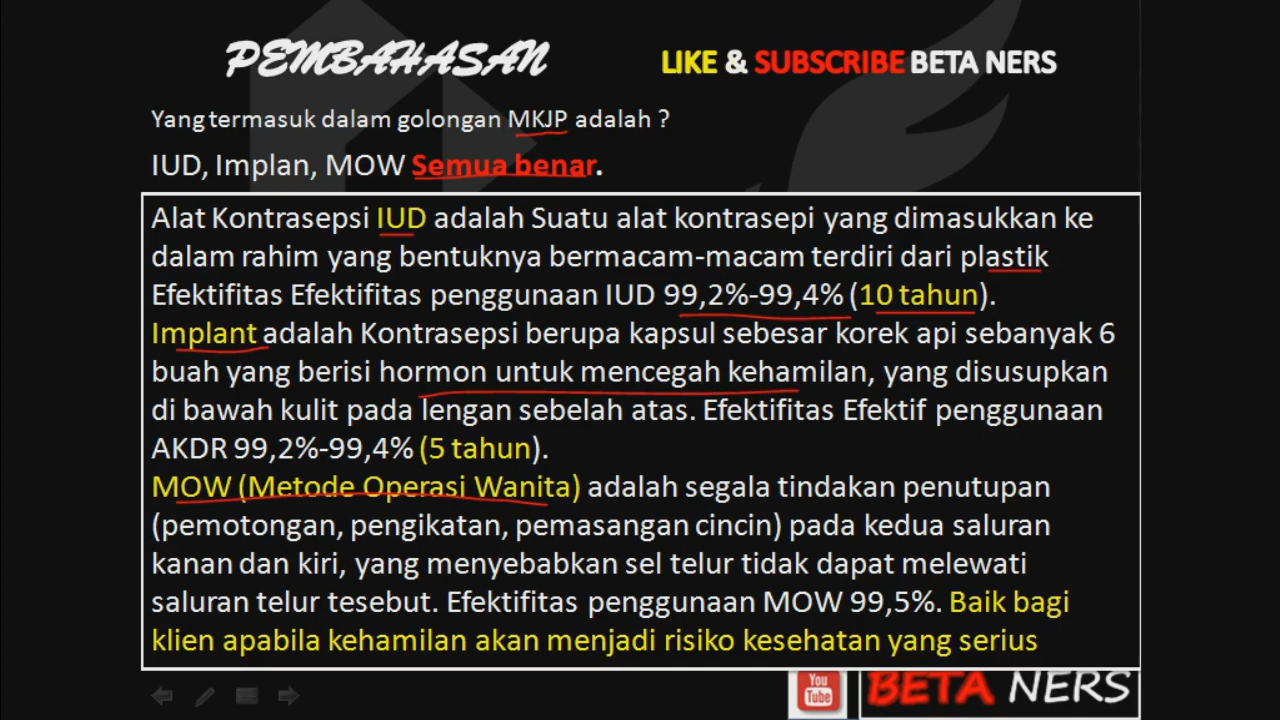 PEMBAHASAN
LIKE & SUBSCRIBE BETA NERS
Yang termasuk dalam golongan MKJP adalah ?
IUD, Implan, MOW Semua benar.
Alat Kontrasepsi IUD adalah Suatu alat kontrasepi yang dimasukkan ke
dalam rahim yang bentuknya bermacam-macam terdiri dari plastik
Efektifitas Efektifitas penggunaan IUD 99,2%-99,4% (10 tahun).
Implant adalah Kontrasepsi berupa kapsul sebesar korek api sebanyak 6
buah yang berisi hormon untuk mencegah kehamilan, yang disusupkan
di bawah kulit pada lengan sebelah atas. Efektifitas Efektif penggunaan
AKDR 99,2%-99,4% (5 tahun).
MOW (Metode Operasi Wanita) adalah segala tindakan penutupan
(pemotongan, pengikatan, pemasangan cincin) pada kedua saluran
kanan dan kiri, yang menyebabkan sel telur tidak dapat melewati
saluran telur tesebut. Efektifitas penggunaan MOW 99,5%. Baik bagi
klien apabila kehamilan akan menjadi risiko kesehatan yang serius
You
Tube
BETA NERS